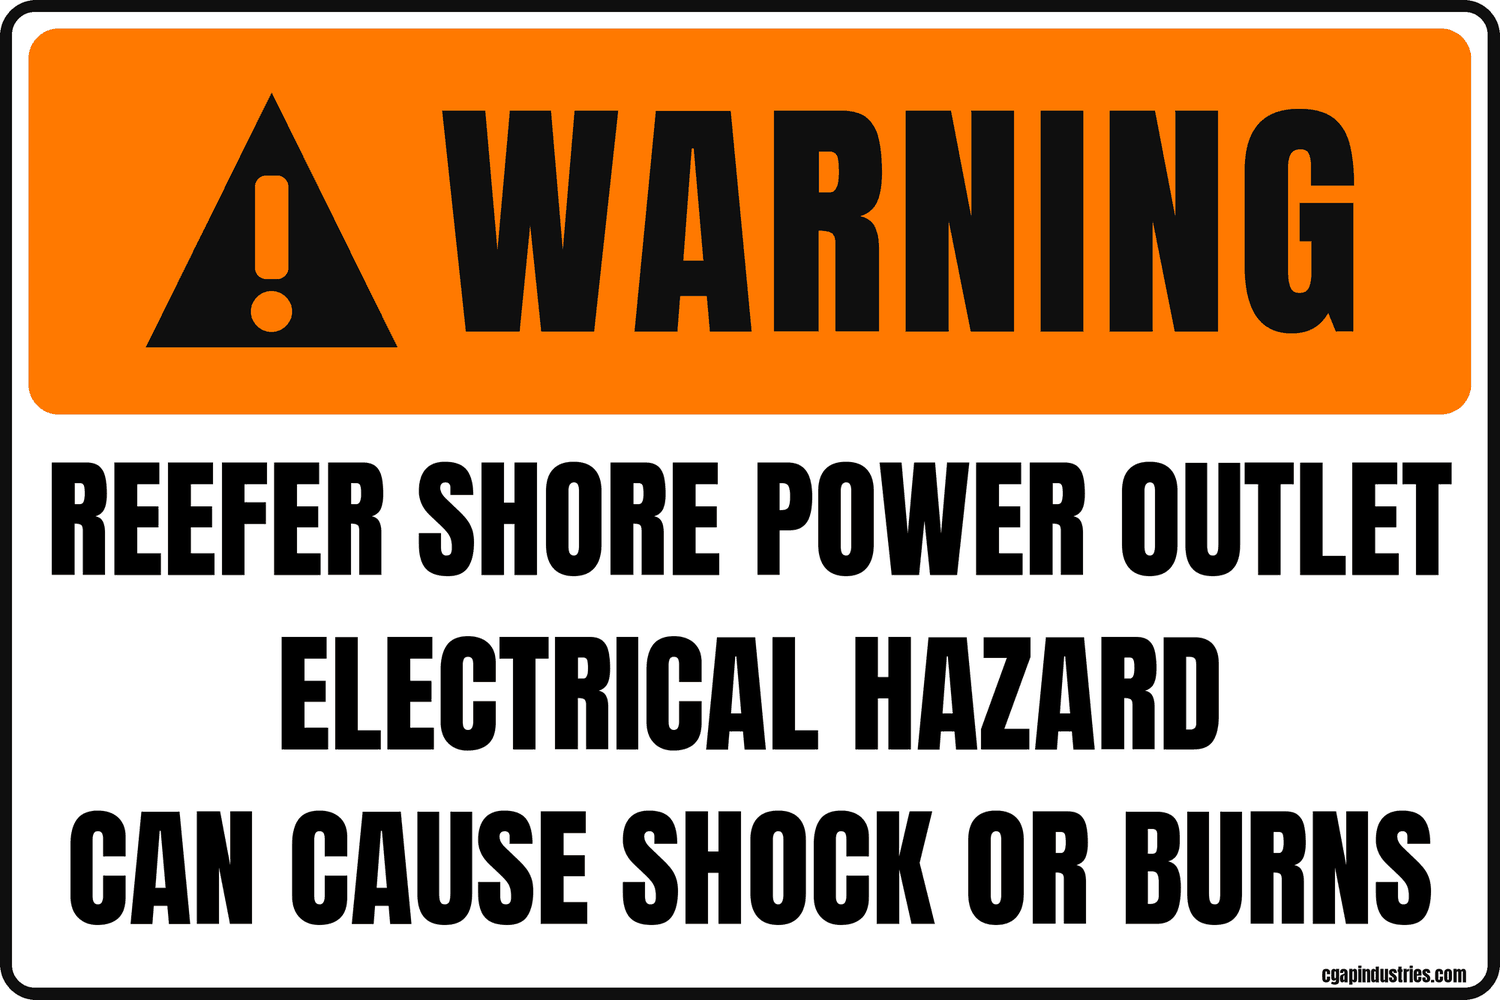 WARNING
REEFER SHORE POWER OUTLET
ELECTRICAL HAZARD
CAN CAUSE SHOCK OR BURNS
cgapindustries.com